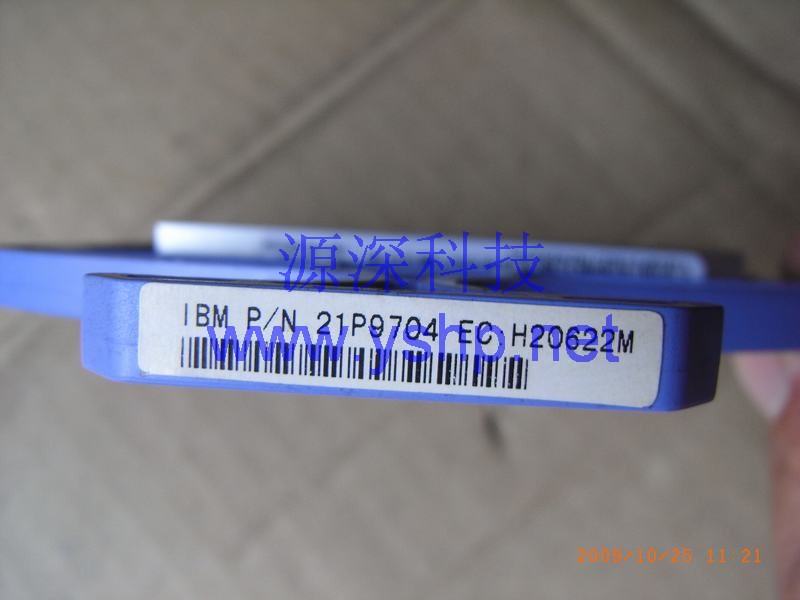 源深科技
IBM P/N 21P9704 EC H20622M
www.yshp.net
2009/10/25 11 21